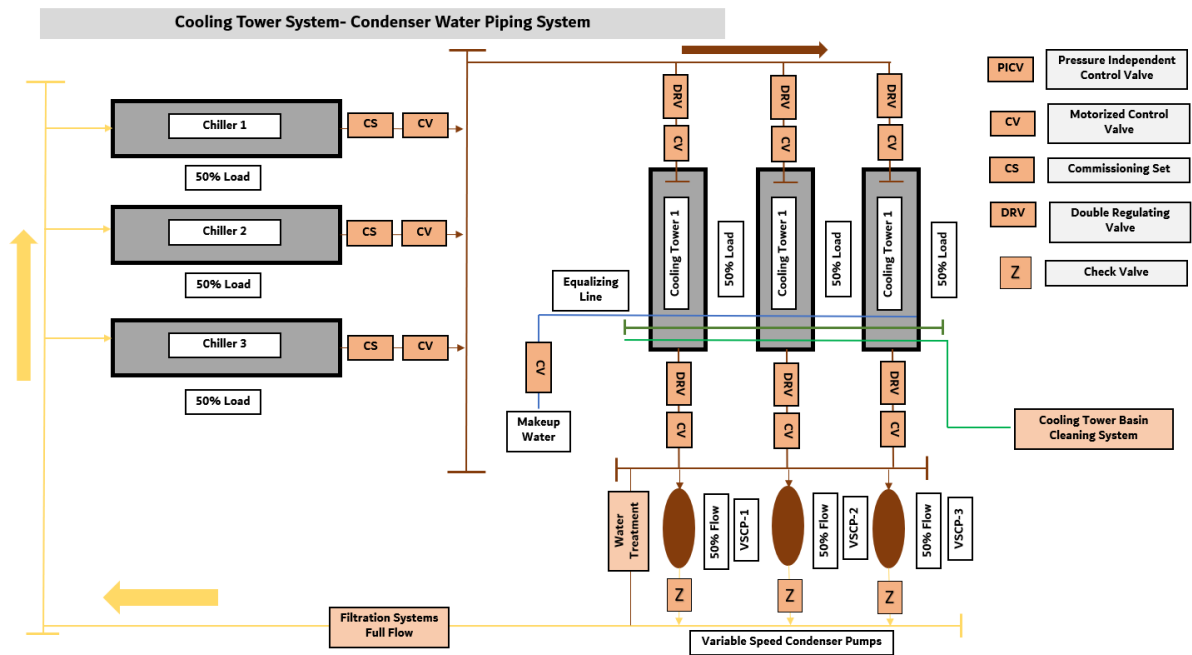 Cooling Tower System- Condenser Water Piping System
PICV
Pressure Independent
Control Valve
CV
Motorized Control
Valve
CS
Commissioning Set
DRV
Double Regulating
Valve
Z
Check Valve
Chiller 1
CS
CV
50% Load
Chiller 2
CS
CV
50% Load
Chiller 3
CS
CV
50% Load
DRV
DRV
DRV
CV
CV
CV
Cooling Tower 1
50% Load
Cooling Tower 1
50% Load
Cooling Tower 1
50% Load
Equalizing
Line
CV
Makeup
Water
DRV
DRV
DRV
CV
CV
CV
Cooling Tower Basin
Cleaning System
Water
Treatment
50% Flow
VSCP-1
50% Flow
VSCP-2
50% Flow
VSCP-3
Z
Z
Z
Filtration Systems
Full Flow
Variable Speed Condenser Pumps